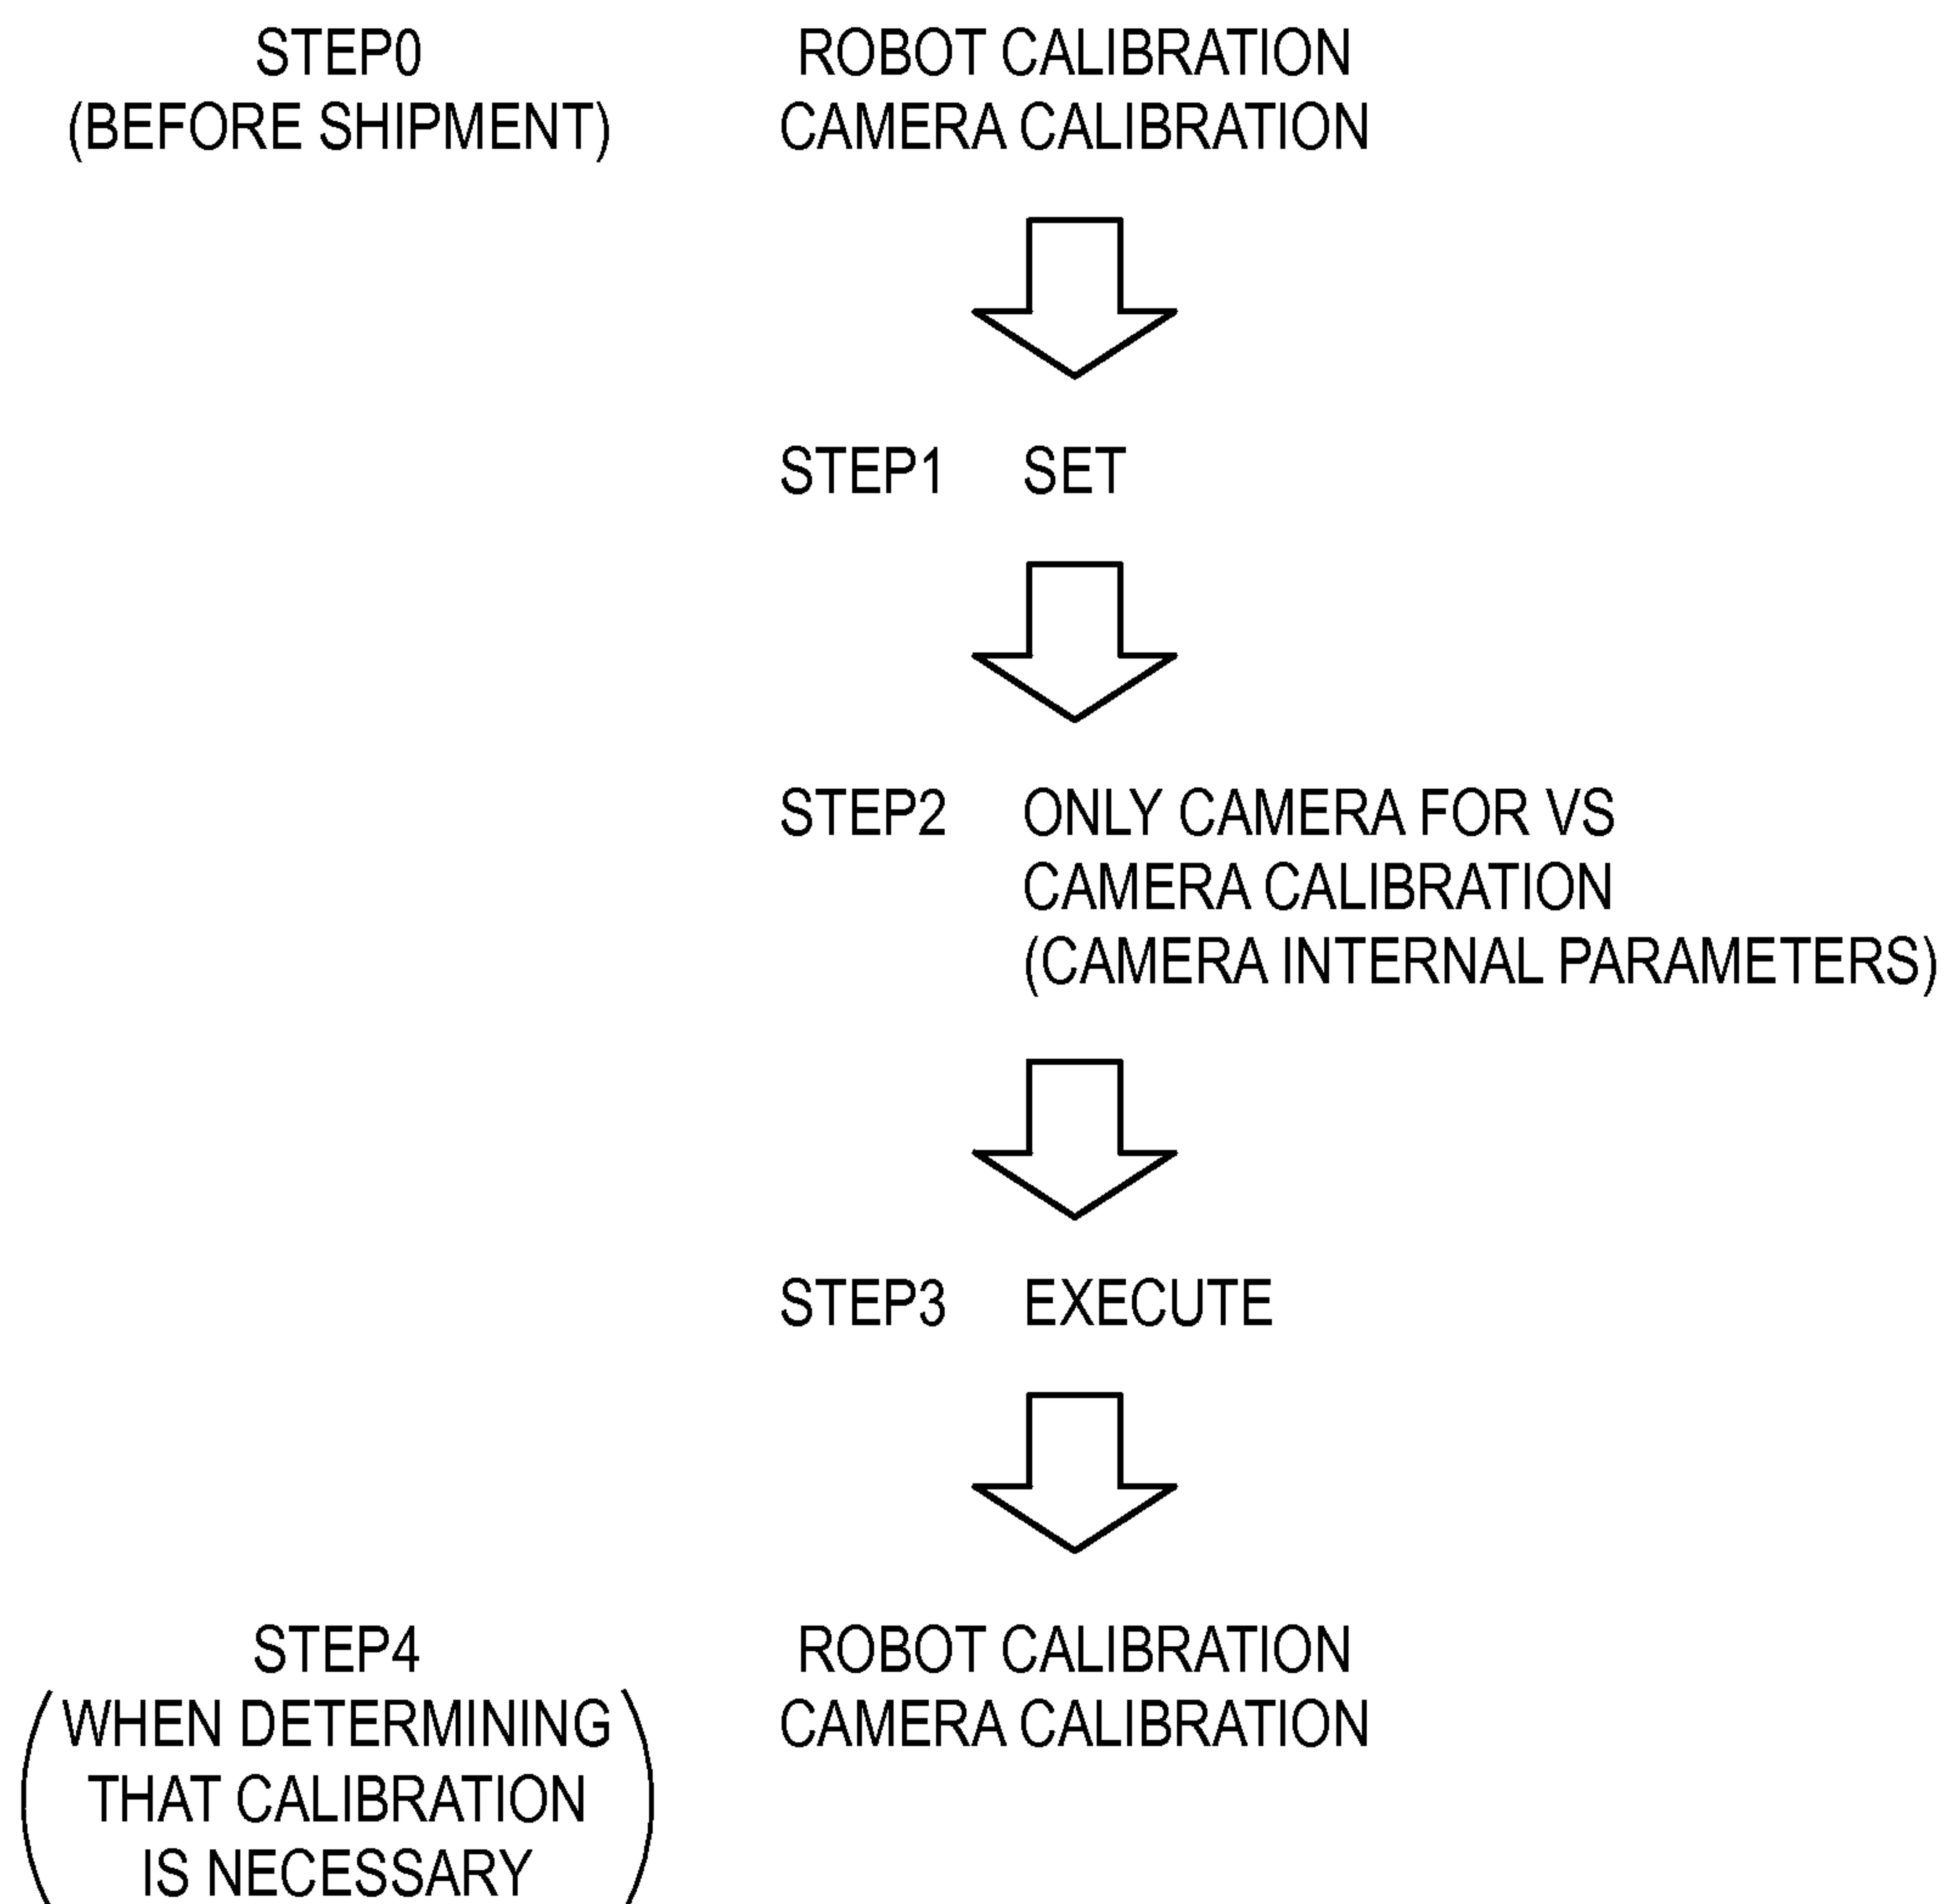 STEP0 ROBOT CALIBRATION
(BEFORE SHIPMENT) CAMERA CALIBRATION
STEP1 SET
STEP2 ONLY CAMERA FOR VS
CAMERA CALIBRATION
(CAMERA INTERNAL PARAMETERS)
STEP3 EXECUTE
STEP4 ROBOT CALIBRATION
(WHEN DETERMINING CAMERA CALIBRATION
THAT CALIBRATION
IS NECESSARY)